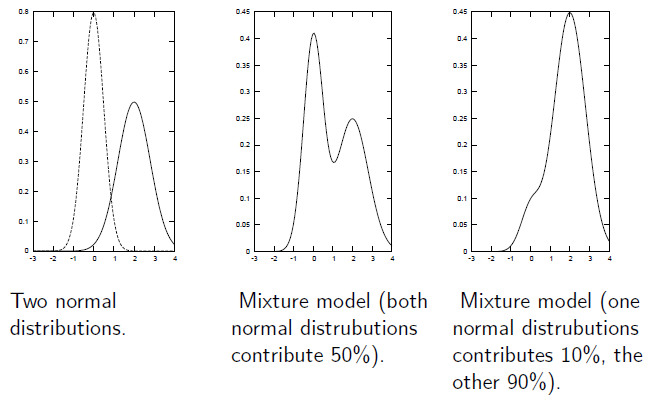 0.8
0.7
0.6
0.5
0.4
0.3
0.2
0.1
0
-3 -2 -1 0 1 2 3 4
0.45
0.4
0.35
0.3
0.25
0.2
0.15
0.1
0.05
0
-3 -2 -1 0 1 2 3 4
0.45
0.4
0.35
0.3
0.25
0.2
0.15
0.1
0.05
0
-3 -2 -1 0 1 2 3 4
Two normal
distributions.
Mixture model (both
normal distrubutions
contribute 50%).
Mixture model (one
normal distrubutions
contributes 10%, the
other 90%).